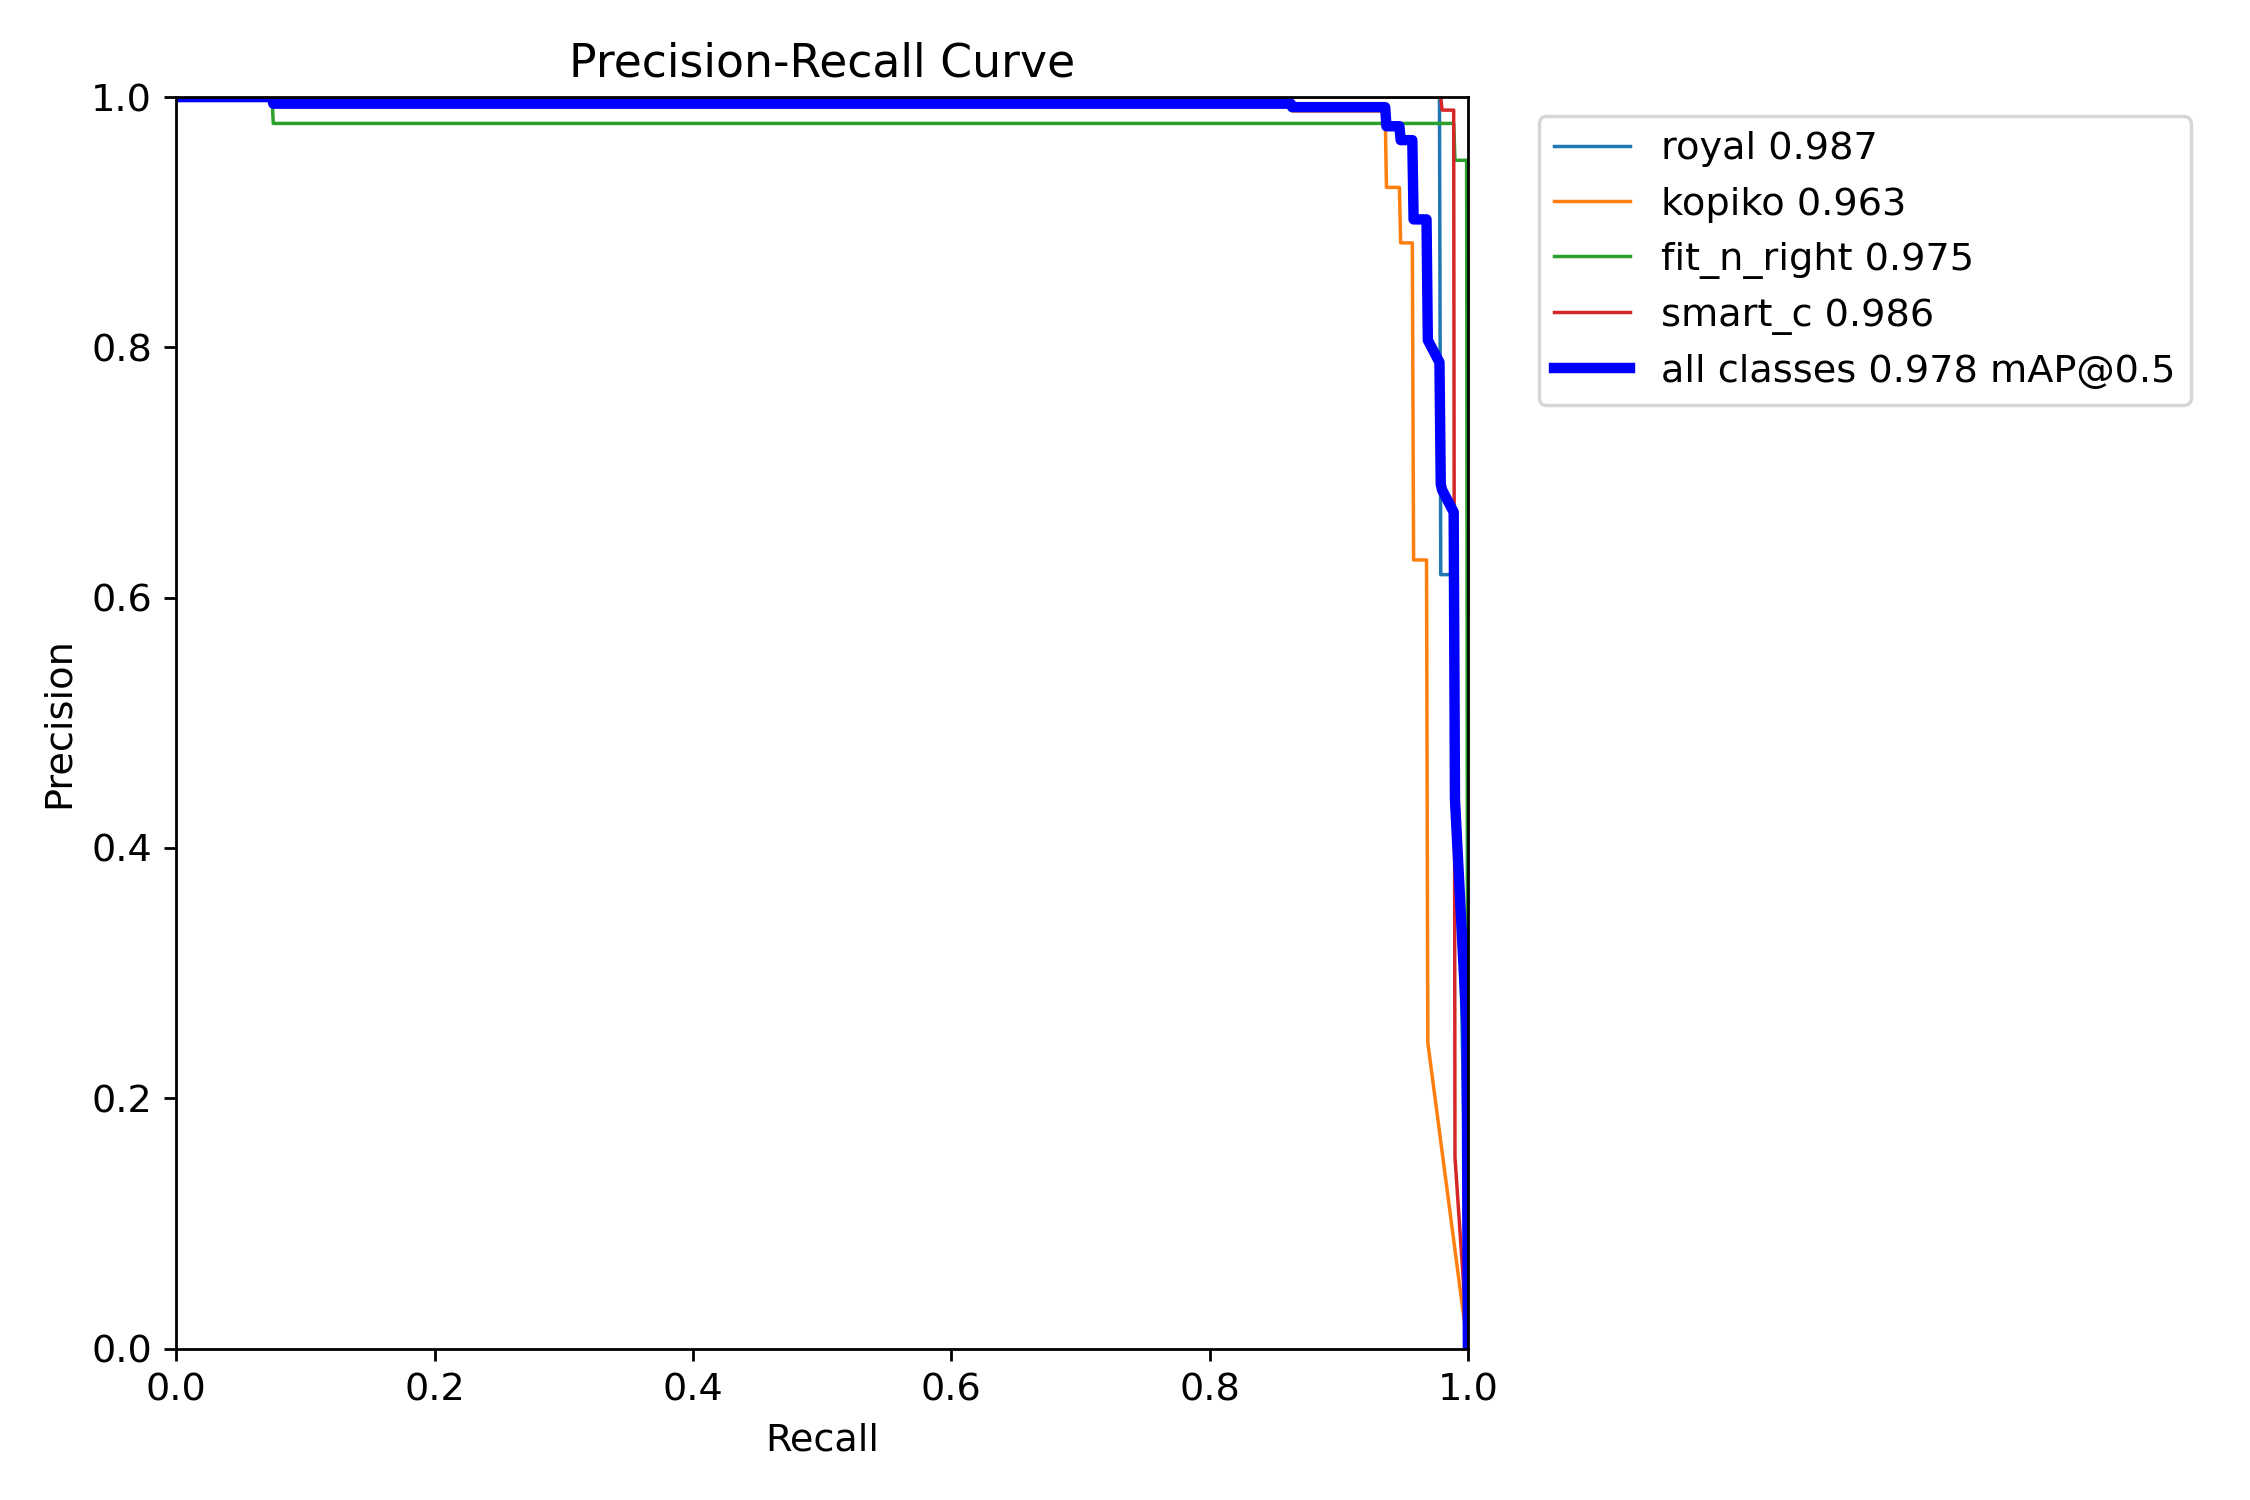 Precision-Recall Curve
1.0
0.8
0.6
0.4
0.2
0.0
Precision
0.0 0.2 0.4 0.6 0.8 1.0
Recall
royal 0.987
kopiko 0.963
fit_n_right 0.975
smart_c 0.986
all classes 0.978 mAP@0.5